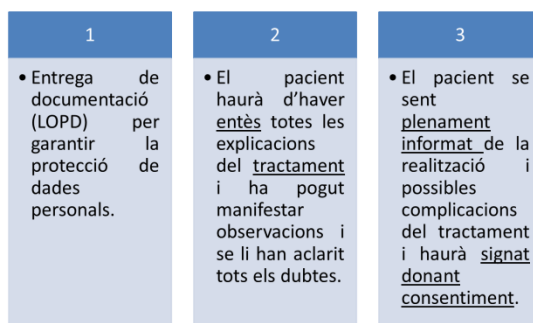 1
• Entrega de
documentació
(LOPD) per
garantir la
protecció de
dades
personals.
2
• El pacient
haurà d'haver
entès totes les
explicacions
del tractament
i ha pogut
manifestar
observacions i
se li han aclarit
tots els dubtes.
3
• El pacient se
sent
plenament
informat de la
realització i
possibles
complicacions
del tractament
i haurà signat
donant
consentiment.